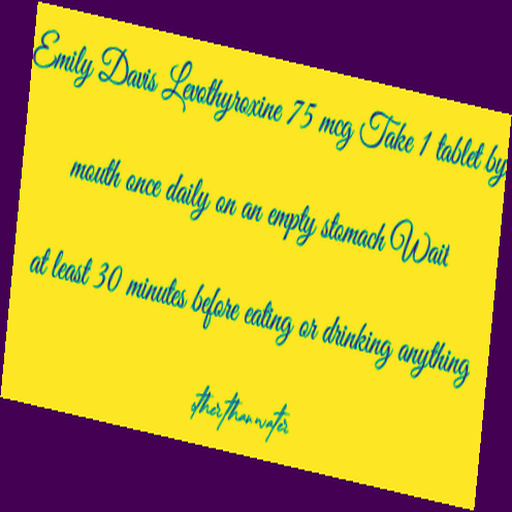 Emily Davis Levothyroxine 75 mcg Take 1 tablet by
mouth once daily on an empty stomach Wait
at least 30 minutes before eating or drinking anything
other than water